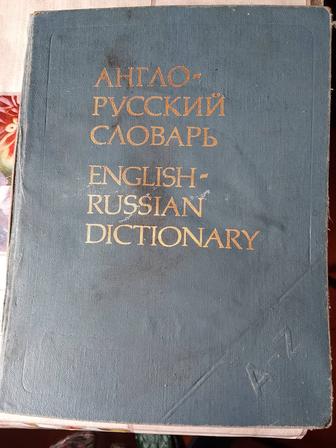 АНГЛО-
РУССКИЙ
СЛОВАРЬ
ENGLISH-
RUSSIAN
DICTIONARY
A-Z